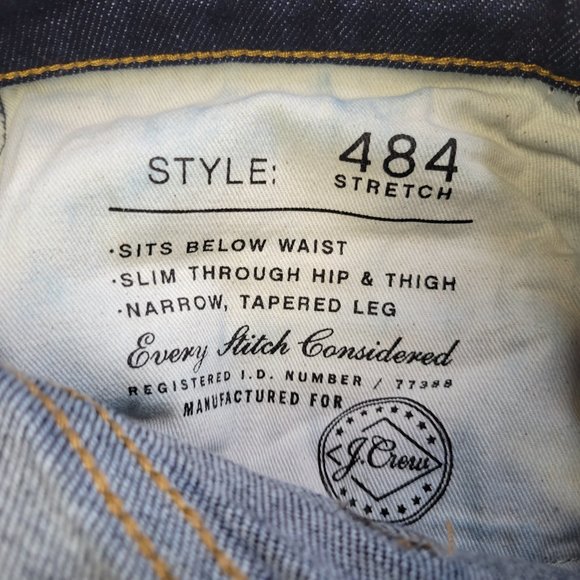 STYLE: 484
STRETCH
·SITS BELOW WAIST
·SLIM THROUGH HIP & THIGH
·NARROW, TAPERED LEG
Every Stitch Considered
REGISTERED I.D. NUMBER / 77388
MANUFACTURED FOR
J.Crew